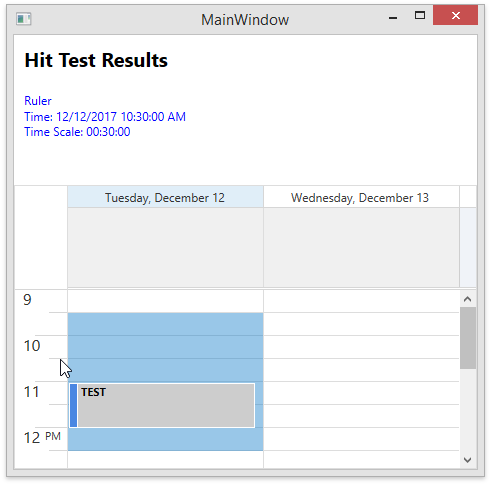 MainWindow
Hit Test Results
Ruler
Time: 12/12/2017 10:30:00 AM
Time Scale: 00:30:00
Tuesday, December 12
Wednesday, December 13
9
10
11
TEST
12 PM